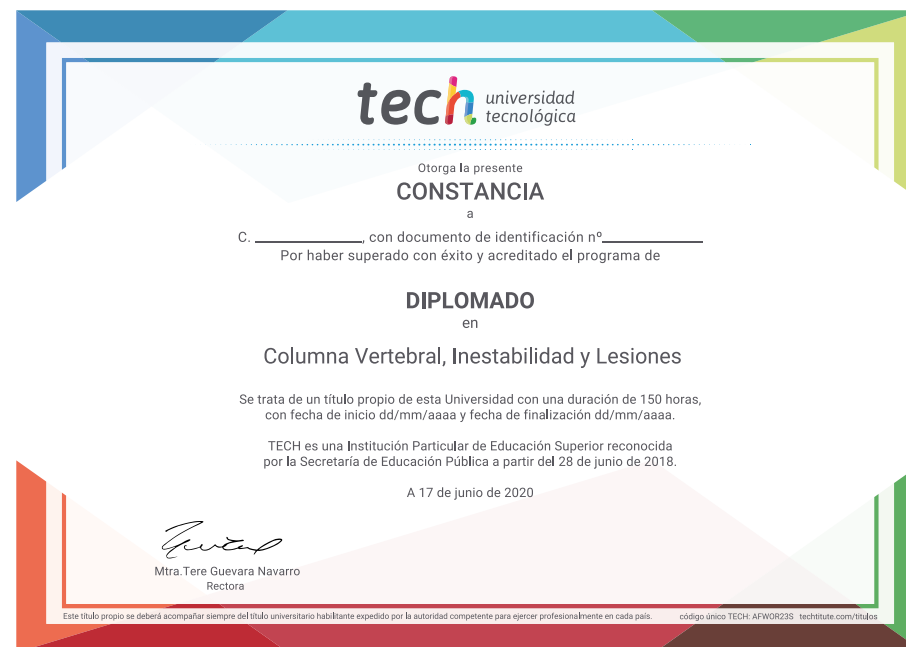 tech universidad
tecnológica
Otorga la presente
CONSTANCIA
a
C. ____________, con documento de identificación nº____________
Por haber superado con éxito y acreditado el programa de
DIPLOMADO
en
Columna Vertebral, Inestabilidad y Lesiones
Se trata de un título propio de esta Universidad con una duración de 150 horas,
con fecha de inicio dd/mm/aaaa y fecha de finalización dd/mm/aaaa.
TECH es una Institución Particular de Educación Superior reconocida
por la Secretaría de Educación Pública a partir del 28 de junio de 2018.
A 17 de junio de 2020
Mtra.Tere Guevara Navarro
Rectora
Este título propio se deberá acompañar siempre del título universitario habilitante expedido por la autoridad competente para ejercer profesionalmente en cada país. código único TECH: AFWOR23S techtitute.com/titulos